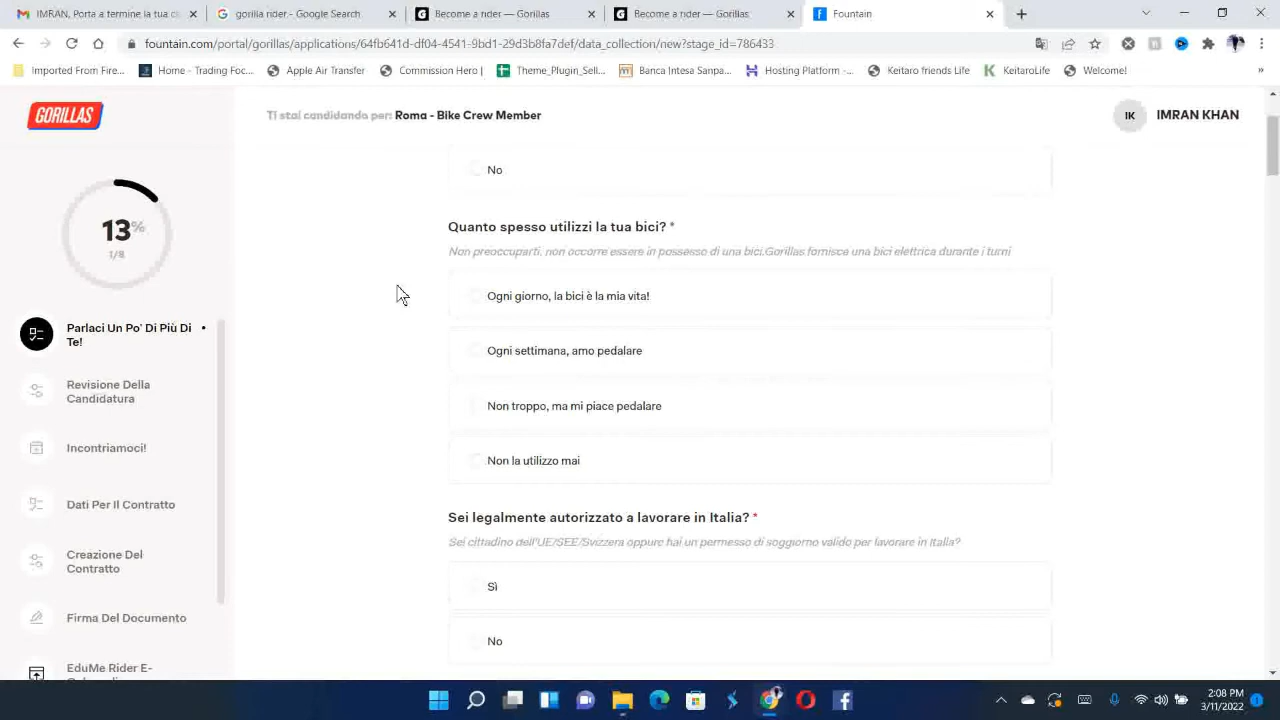 IMRAN, Porta a termine la tua c
gorilla rider - Google Search
Become a rider — Gorillas
Become a rider — Gorillas
Fountain
fountain.com/portal/gorillas/applications/64fb641d-df04-4541-9bd1-29d3b8fa7def/data_collection/new?stage_id=786433
Imported From Fire...
Home - Trading Foc...
Apple Air Transfer
Commission Hero |
Theme_Plugin_Sell...
Banca Intesa Sanpa...
Hosting Platform -...
Keitaro friends Life
KeitaroLife
Welcome!
»
GORILLAS
Ti stai candidando per: Roma - Bike Crew Member
IK
IMRAN KHAN
13%
1/8
Parlaci Un Po' Di Più Di
Te!
Revisione Della
Candidatura
Incontriamoci!
Dati Per Il Contratto
Creazione Del
Contratto
Firma Del Documento
EduMe Rider E-
No
Quanto spesso utilizzi la tua bici? *
Non preoccuparti, non occorre essere in possesso di una bici.Gorillas fornisce una bici elettrica durante i turni
Ogni giorno, la bici è la mia vita!
Ogni settimana, amo pedalare
Non troppo, ma mi piace pedalare
Non la utilizzo mai
Sei legalmente autorizzato a lavorare in Italia? *
Sei cittadino dell'UE/SEE/Svizzera oppure hai un permesso di soggiorno valido per lavorare in Italia?
Sì
No
2:08 PM
3/11/2022